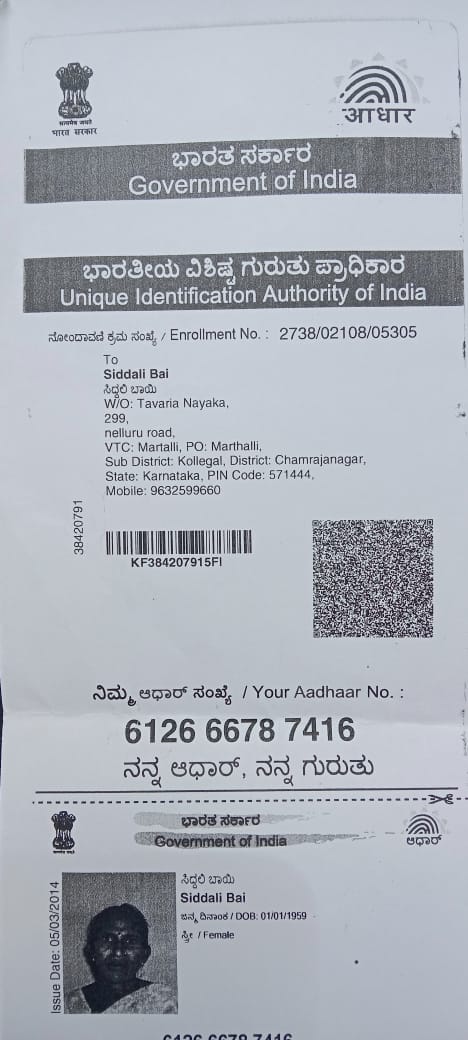 सत्यमेव जयते
भारत सरकार
आधार
ಭಾರತ ಸರ್ಕಾರ
Government of India
ಭಾರತೀಯ ವಿಶಿಷ್ಟ ಗುರುತು ಪ್ರಾಧಿಕಾರ
Unique Identification Authority of India
ನೋಂದಾವಣಿ ಕ್ರಮ ಸಂಖ್ಯೆ / Enrollment No. : 2738/02108/05305
To
Siddali Bai
ಸಿದ್ದಲಿ ಬಾಯಿ
W/O: Tavaria Nayaka,
299,
nelluru road,
VTC: Martalli, PO: Marthalli,
Sub District: Kollegal, District: Chamrajanagar,
State: Karnataka, PIN Code: 571444,
Mobile: 9632599660
38420791
KF384207915FI
ನಿಮ್ಮ ಆಧಾರ್ ಸಂಖ್ಯೆ / Your Aadhaar No. :
6126 6678 7416
ನನ್ನ ಆಧಾರ್, ನನ್ನ ಗುರುತು
ಭಾರತ ಸರ್ಕಾರ
Government of India
ಆಧಾರ್
Issue Date: 05/03/2014
ಸಿದ್ದಲಿ ಬಾಯಿ
Siddali Bai
ಜನ್ಮ ದಿನಾಂಕ / DOB: 01/01/1959
ಸ್ತ್ರೀ / Female
6126 6678 7416